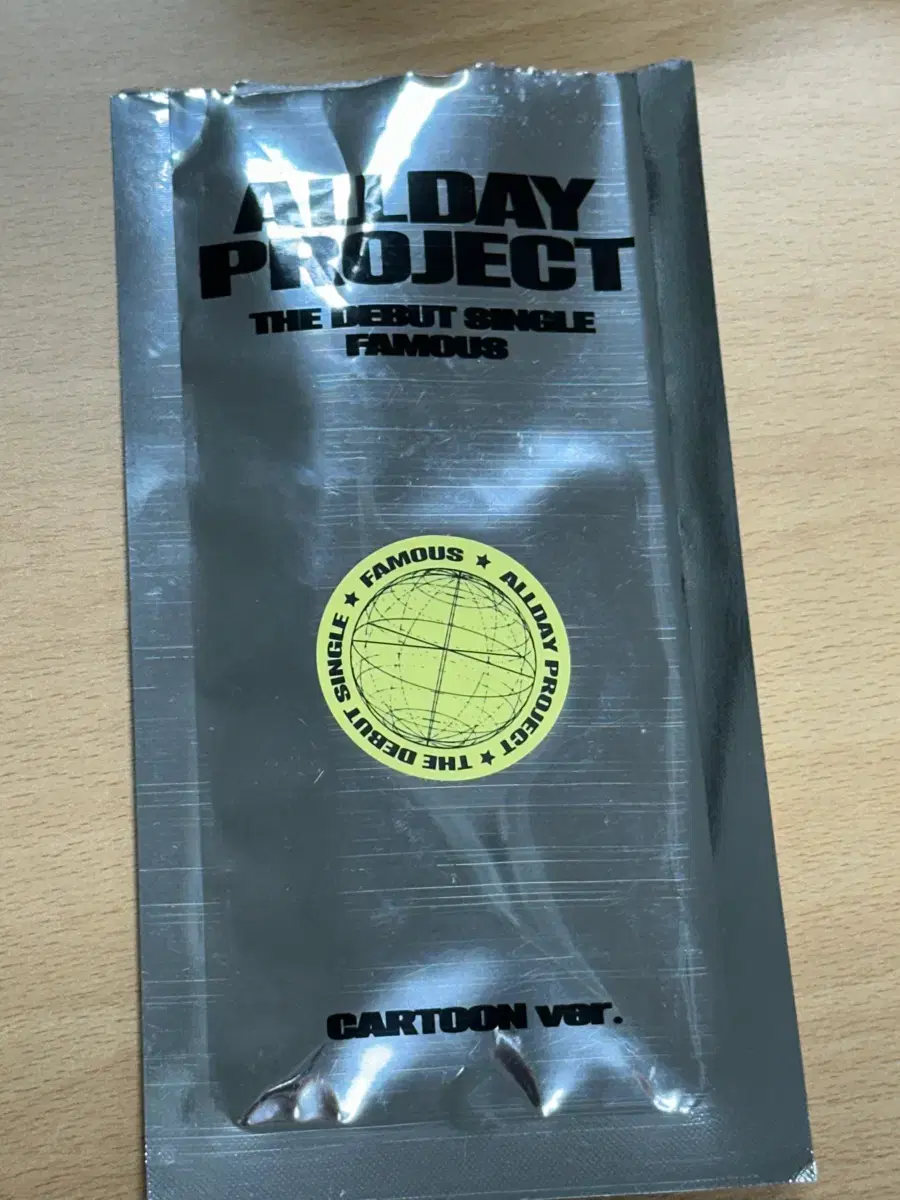 ALLDAY
PROJECT
THE DEBUT SINGLE
FAMOUS
FAMOUS ★ ALLDAY PROJECT ★ THE DEBUT SINGLE ★
CARTOON ver.